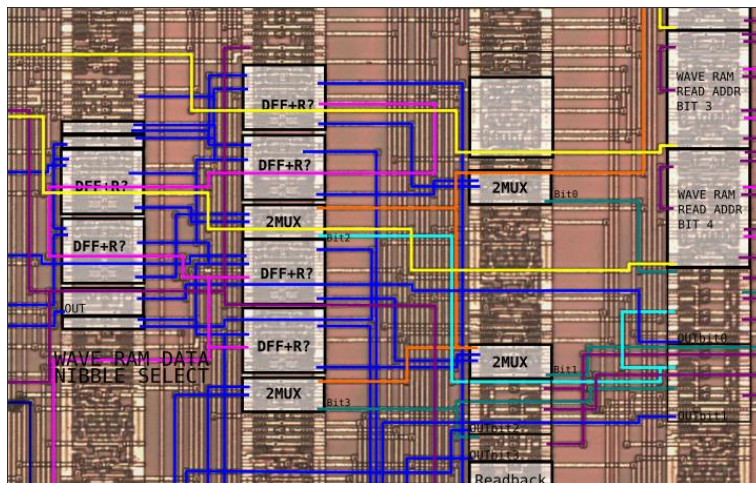 WAVE RAM
READ ADDR
BIT 3
DFF+R?
DFF+R?
DFF+R?
2MUX
Bit0
DFF+R?
2MUX
Bit2
WAVE RAM
READ ADDR
BIT 4
DFF+R?
DFF+R?
OUT
OUTbit0
DFF+R?
WAVE RAM DATA
NIBBLE SELECT
2MUX
Bit1
2MUX
Bit3
OUTbit1
OUTbit2
OUTbit3
Readback